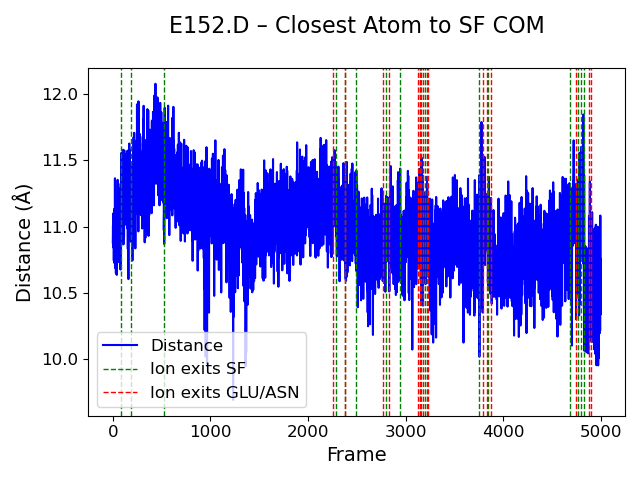 E152.D – Closest Atom to SF COM
Distance (Å)
12.0
11.5
11.0
10.5
10.0
Distance
Ion exits SF
Ion exits GLU/ASN
0
1000
2000
3000
4000
5000
Frame